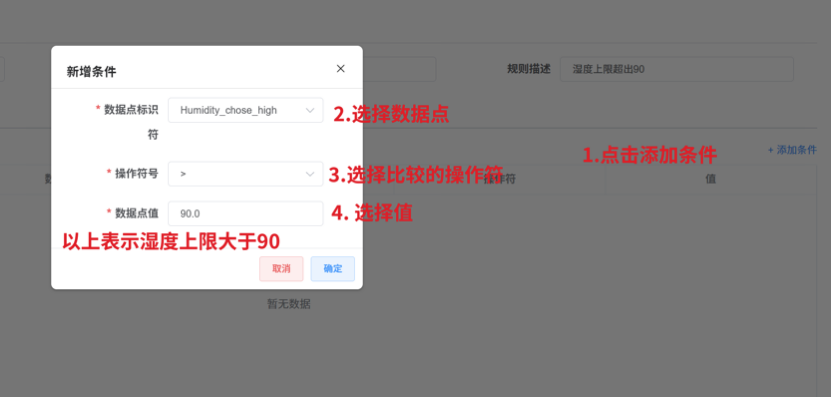 新增条件
规则描述
湿度上限超出90
* 数据点标识符
Humidity_chose_high
2.选择数据点
1.点击添加条件
+ 添加条件
* 操作符号
>
3.选择比较的操作符
操作符
值
* 数据点值
90.0
4. 选择值
以上表示湿度上限大于90
取消
确定
暂无数据